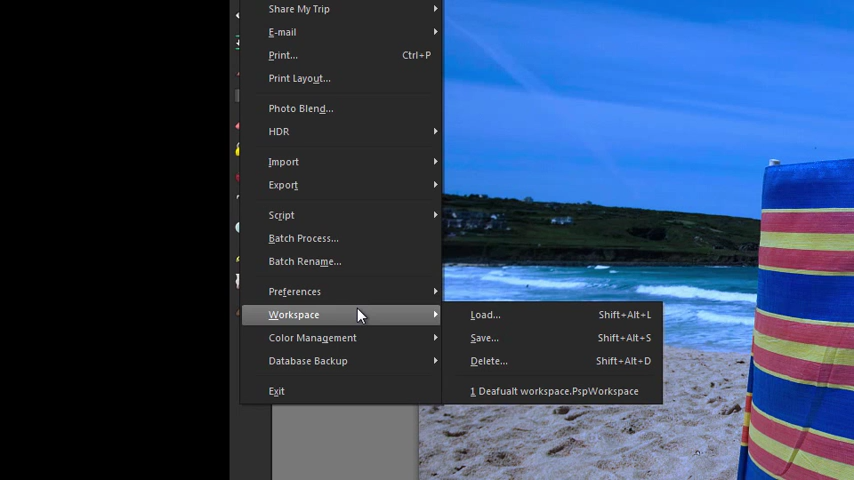 Share My Trip
E-mail
Print... Ctrl+P
Print Layout...
Photo Blend...
HDR
Import
Export
Script
Batch Process...
Batch Rename...
Preferences
Workspace
Color Management
Database Backup
Exit
Load... Shift+Alt+L
Save... Shift+Alt+S
Delete... Shift+Alt+D
1 Deafualt workspace.PspWorkspace